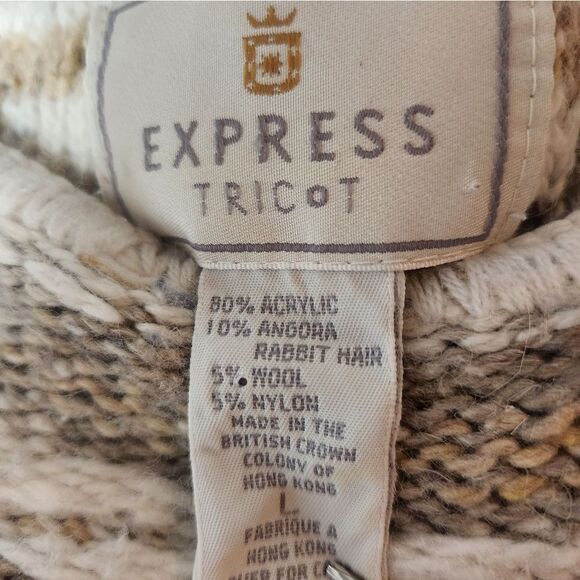 EXPRESS
TRICOT
80% ACRYLIC
10% ANGORA
RABBIT HAIR
5% WOOL
5% NYLON
MADE IN THE
BRITISH CROWN
COLONY OF
HONG KONG
L
FABRIQUE A
HONG KONG
FOR